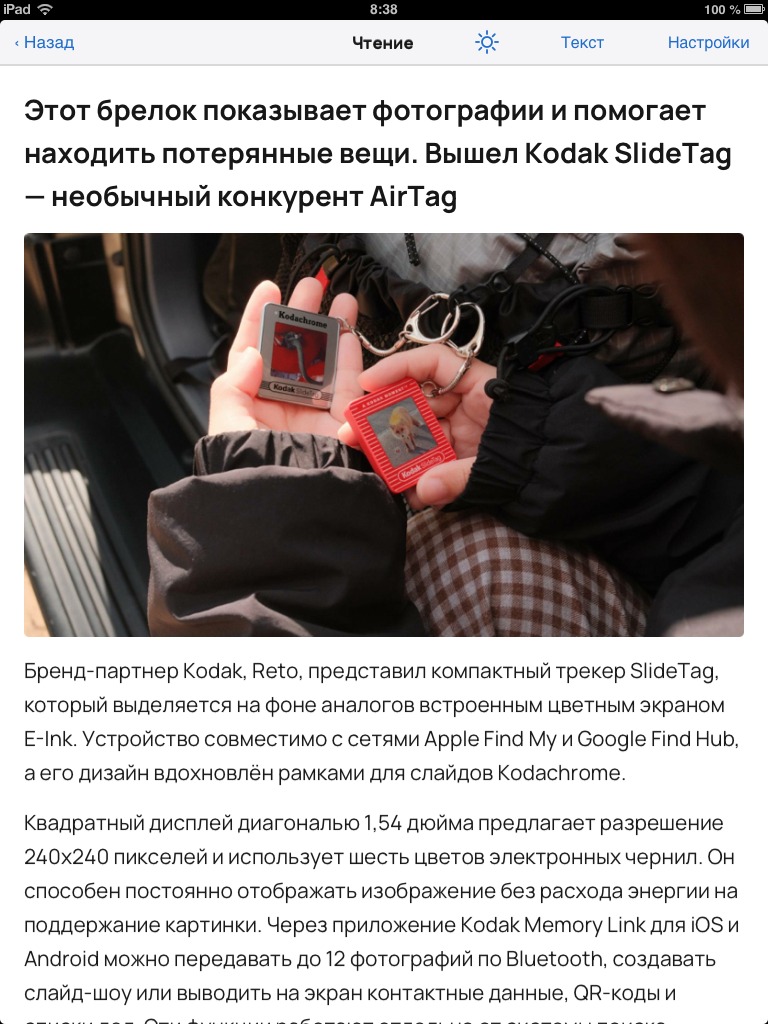 iPad 8:38 100 %
‹ Назад Чтение Текст Настройки
Этот брелок показывает фотографии и помогает
находить потерянные вещи. Вышел Kodak SlideTag
— необычный конкурент AirTag
Kodachrome
Kodak SlideTag
Kodak SlideTag
Бренд-партнер Kodak, Reto, представил компактный трекер SlideTag,
который выделяется на фоне аналогов встроенным цветным экраном
E-Ink. Устройство совместимо с сетями Apple Find My и Google Find Hub,
а его дизайн вдохновлён рамками для слайдов Kodachrome.
Квадратный дисплей диагональю 1,54 дюйма предлагает разрешение
240x240 пикселей и использует шесть цветов электронных чернил. Он
способен постоянно отображать изображение без расхода энергии на
поддержание картинки. Через приложение Kodak Memory Link для iOS и
Android можно передавать до 12 фотографий по Bluetooth, создавать
слайд-шоу или выводить на экран контактные данные, QR-коды и